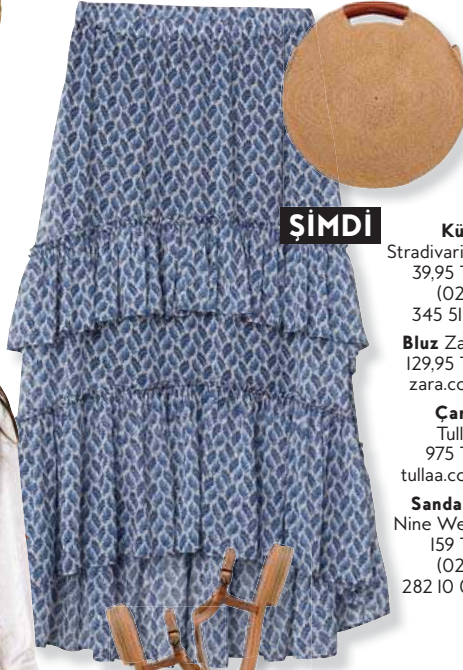 ŞİMDİ
Kü
Stradivari
39,95 T
(02
345 51
Bluz Za
129,95 T
zara.co
Çar
Tull
975 T
tullaa.co
Sanda
Nine We
159 T
(02
282 10 0